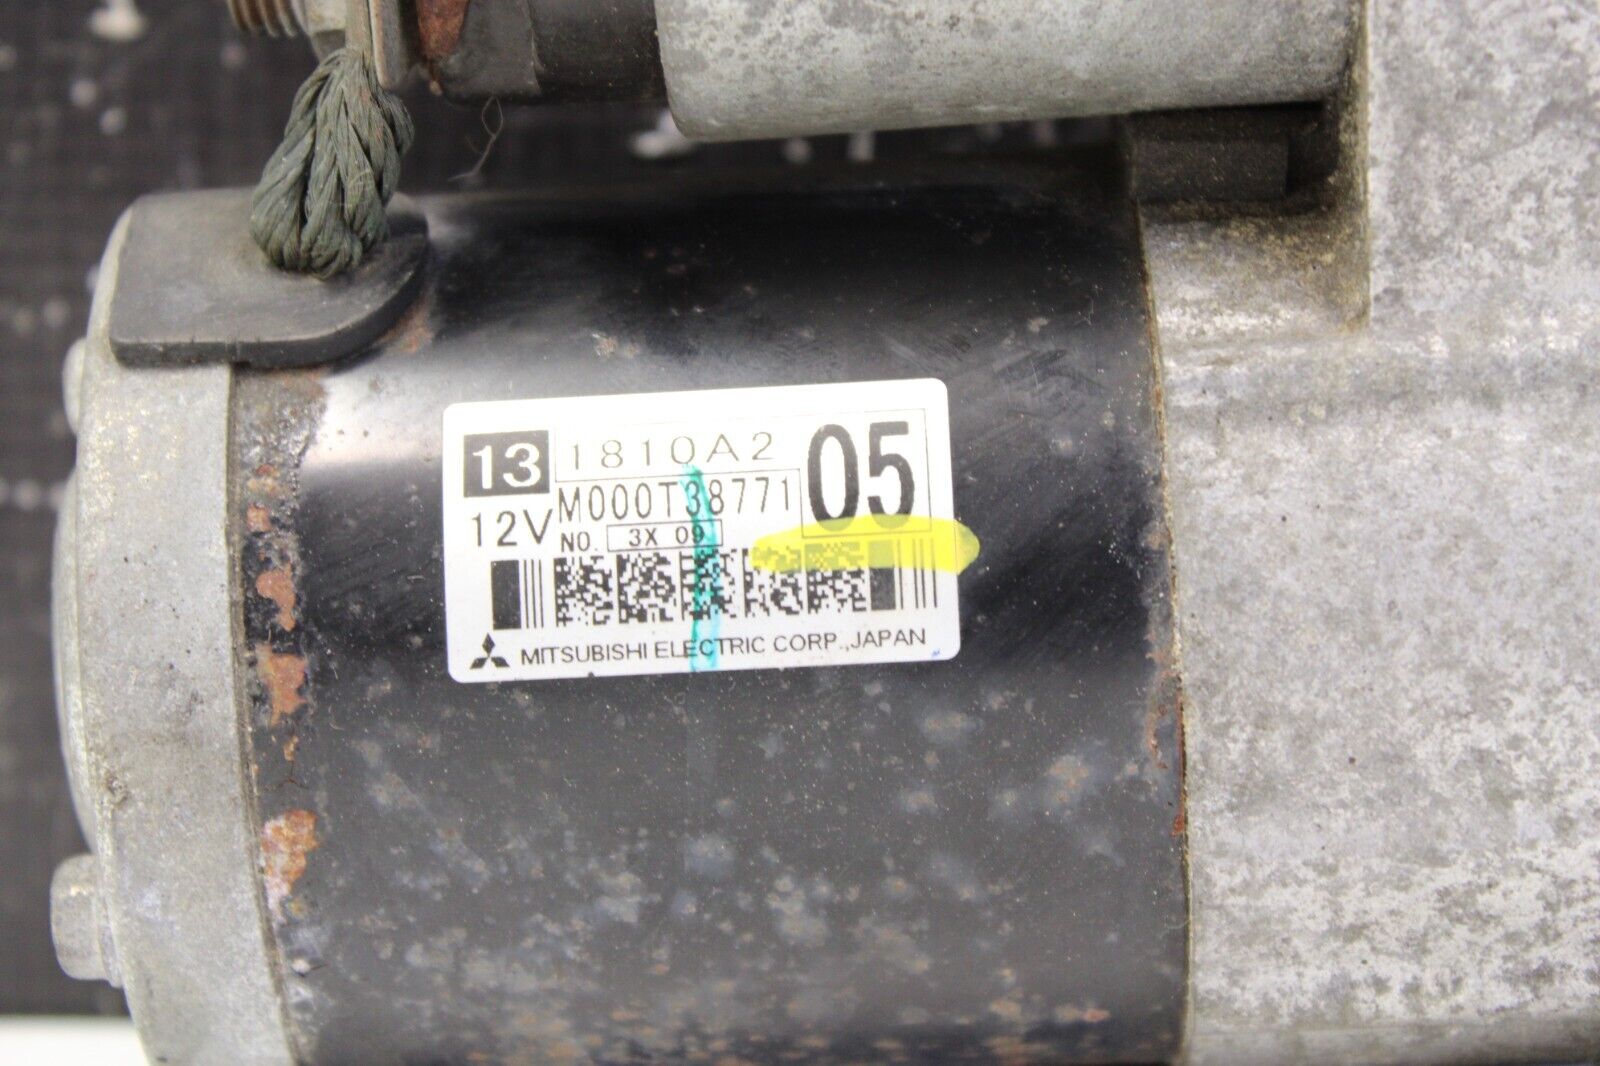 13 1810A2 05
12V M000T38771
NO. 3X 09
MITSUBISHI ELECTRIC CORP.,JAPAN